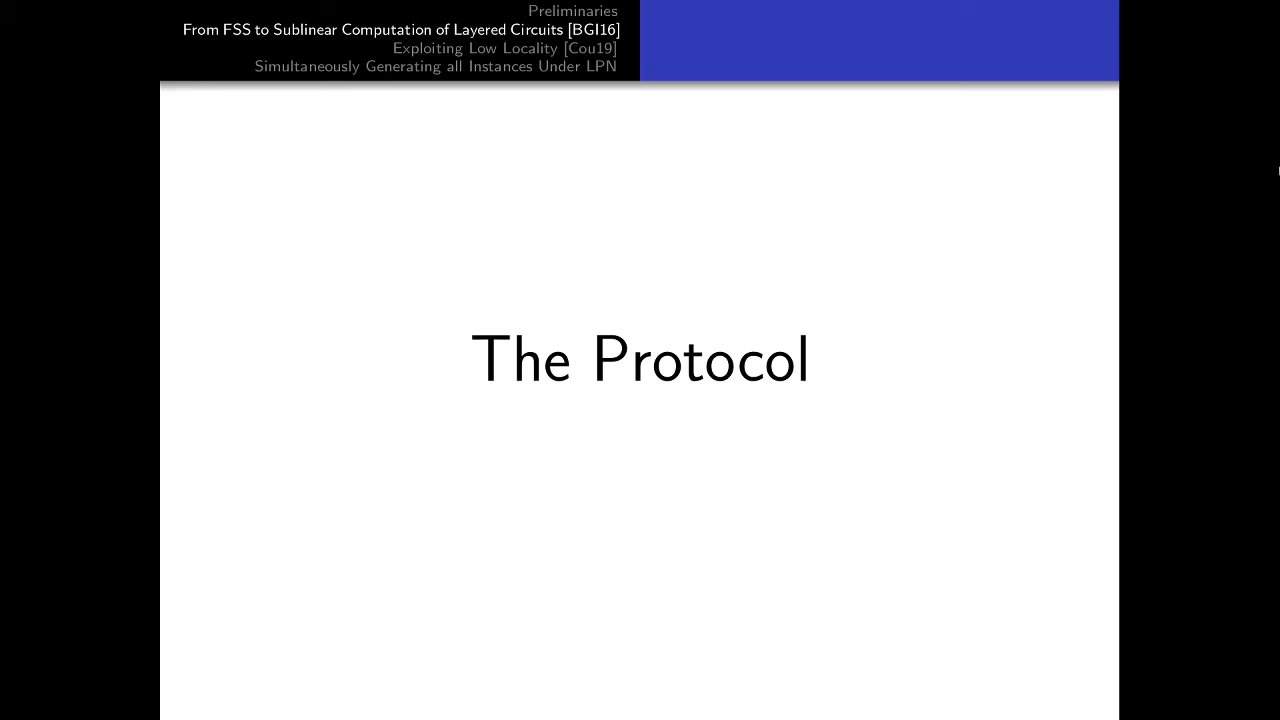 Preliminaries
From FSS to Sublinear Computation of Layered Circuits [BGI16]
Exploiting Low Locality [Cou19]
Simultaneously Generating all Instances Under LPN
The Protocol